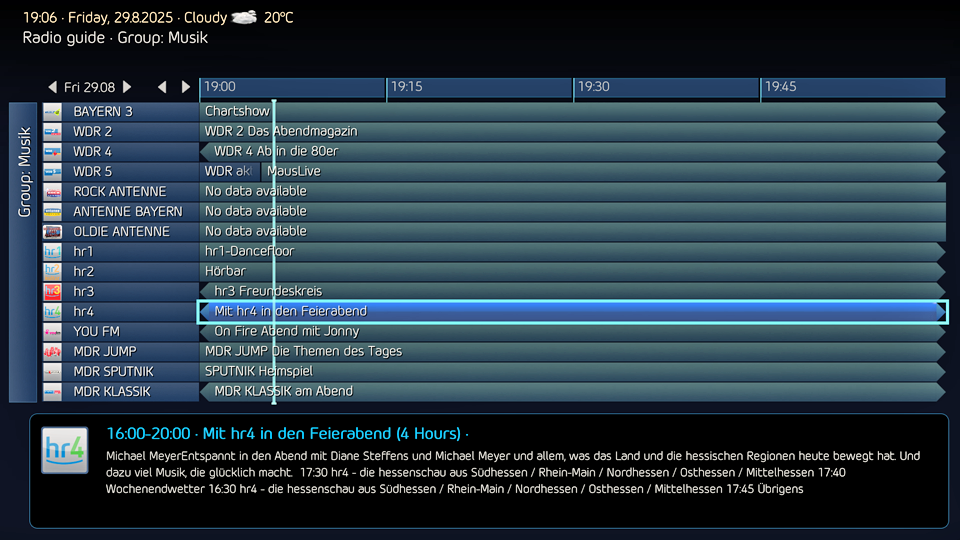 19:06 · Friday, 29.8.2025 · Cloudy 20°C
Radio guide · Group: Musik
Fri 29.08 19:00 19:15 19:30 19:45
Group: Musik
BAYERN 3 Chartshow
WDR 2 WDR 2 Das Abendmagazin
WDR 4 WDR 4 Ab in die 80er
WDR 5 WDR ak MausLive
ROCK ANTENNE No data available
ANTENNE BAYERN No data available
OLDIE ANTENNE No data available
hr1 hr1-Dancefloor
hr2 Hörbar
hr3 hr3 Freundeskreis
hr4 Mit hr4 in den Feierabend
YOU FM On Fire Abend mit Jonny
MDR JUMP MDR JUMP Die Themen des Tages
MDR SPUTNIK SPUTNIK Heimspiel
MDR KLASSIK MDR KLASSIK am Abend
hr4
16:00-20:00 · Mit hr4 in den Feierabend (4 Hours) ·
Michael MeyerEntspannt in den Abend mit Diane Steffens und Michael Meyer und allem, was das Land und die hessischen Regionen heute bewegt hat. Und
dazu viel Musik, die glücklich macht. 17:30 hr4 - die hessenschau aus Südhessen / Rhein-Main / Nordhessen / Osthessen / Mittelhessen 17:40
Wochenendwetter 16:30 hr4 - die hessenschau aus Südhessen / Rhein-Main / Nordhessen / Osthessen / Mittelhessen 17:45 Übrigens